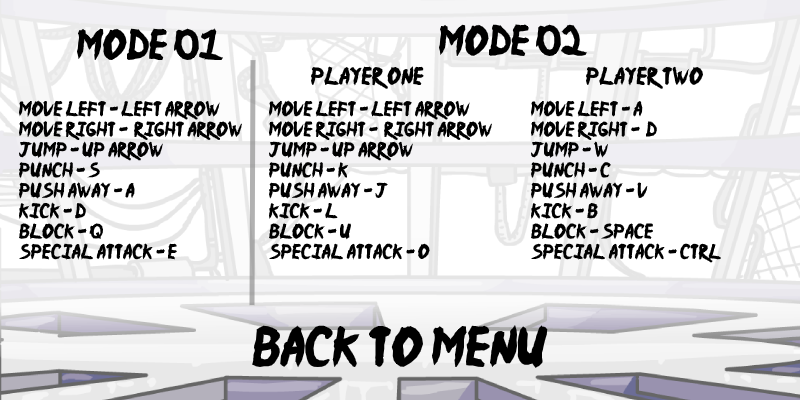 MODE 01
MOVE LEFT - LEFT ARROW
MOVE RIGHT - RIGHT ARROW
JUMP - UP ARROW
PUNCH - S
PUSH AWAY - A
KICK - D
BLOCK - Q
SPECIAL ATTACK - E
MODE 02
PLAYER ONE
MOVE LEFT - LEFT ARROW
MOVE RIGHT - RIGHT ARROW
JUMP - UP ARROW
PUNCH - K
PUSH AWAY - J
KICK - L
BLOCK - U
SPECIAL ATTACK - O
PLAYER TWO
MOVE LEFT - A
MOVE RIGHT - D
JUMP - W
PUNCH - C
PUSH AWAY - V
KICK - B
BLOCK - SPACE
SPECIAL ATTACK - CTRL
BACK TO MENU